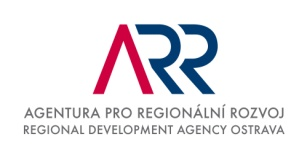 ARR
AGENTURA PRO REGIONÁLNÍ ROZVOJ
REGIONAL DEVELOPMENT AGENCY OSTRAVA